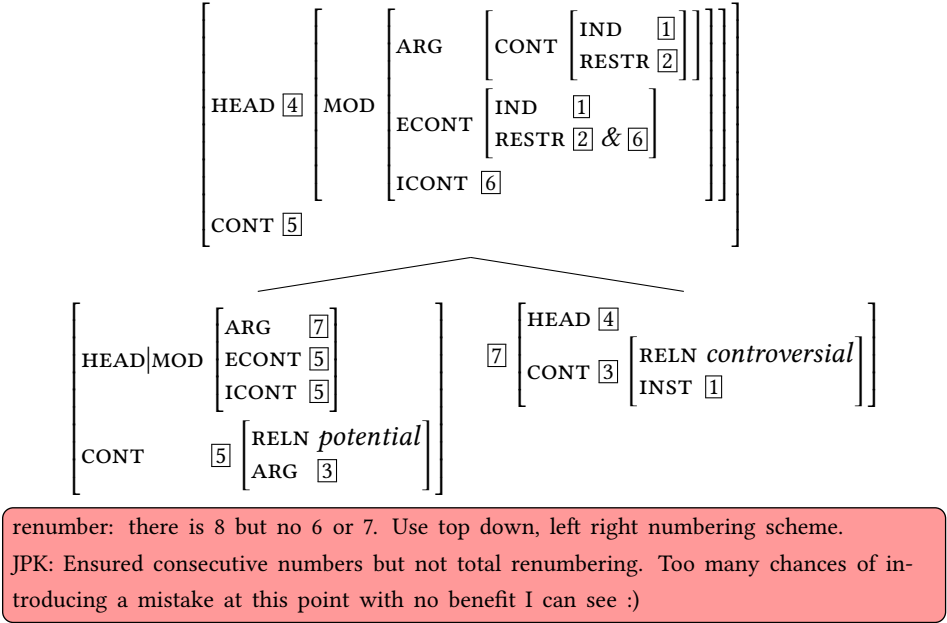 ARG CONT IND 1
RESTR 2
HEAD 4 MOD
ECONT IND 1
RESTR 2 & 6
ICONT 6
CONT 5
HEAD|MOD ARG 7
ECONT 5
ICONT 5
CONT 5 RELN potential
ARG 3
7 HEAD 4
CONT 3 RELN controversial
INST 1
renumber: there is 8 but no 6 or 7. Use top down, left right numbering scheme.
JPK: Ensured consecutive numbers but not total renumbering. Too many chances of in-
troducing a mistake at this point with no benefit I can see :)